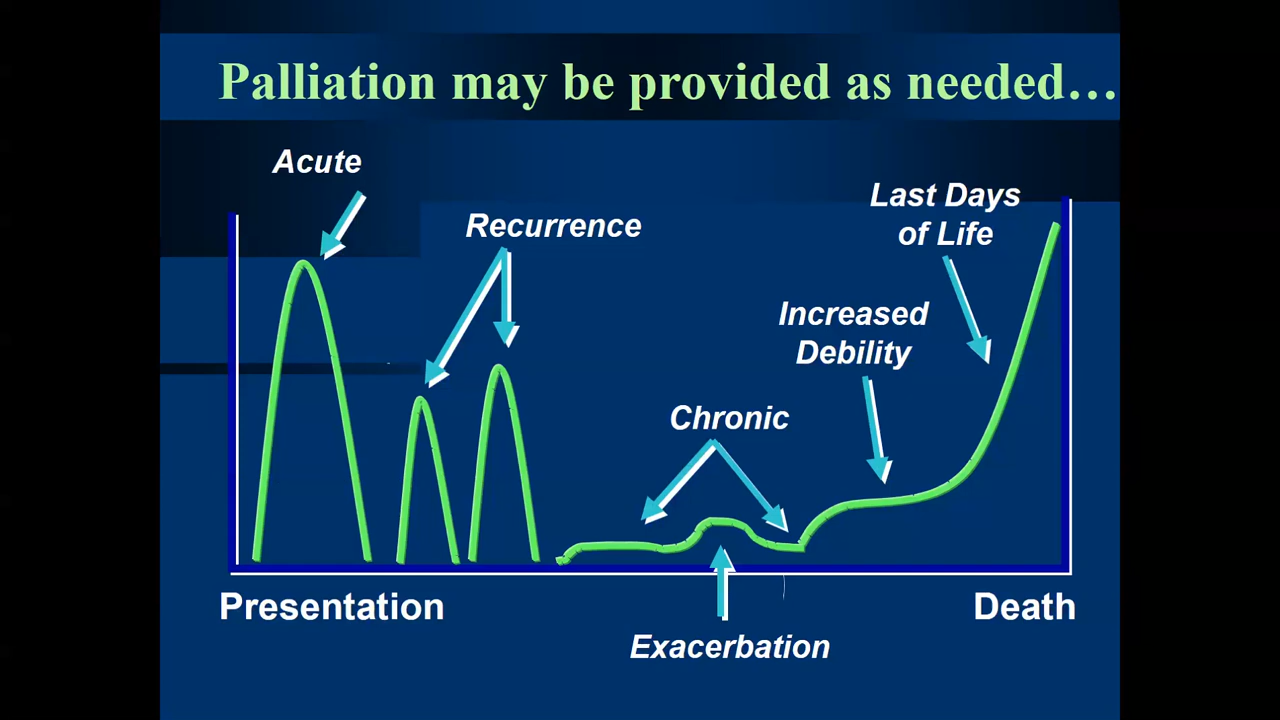 Palliation may be provided as needed…
Acute
Recurrence
Last Days
of Life
Increased
Debility
Chronic
Presentation
Death
Exacerbation